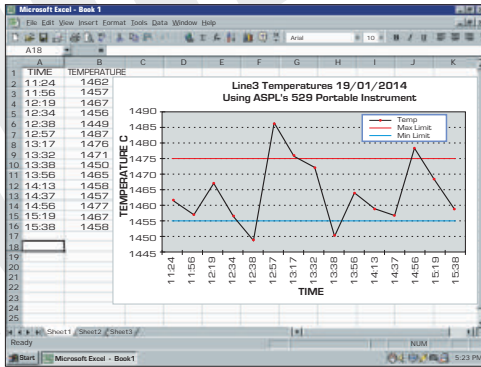 Microsoft Excel - Book 1
File Edit View Insert Format Tools Data Window Help
Arial 10 B I U
A18
A B C D E F G H I J K
1 TIME TEMPERATURE
2 11:24 1462
3 11:56 1457
4 12:19 1467
5 12:34 1456
6 12:38 1449
7 12:57 1487
8 13:17 1476
9 13:32 1471
10 13:38 1450
11 13:56 1465
12 14:13 1458
13 14:37 1457
14 14:56 1477
15 15:19 1467
16 15:38 1458
17
18
19
20
21
22
23
24
25
Line3 Temperatures 19/01/2014
Using ASPL's 529 Portable Instrument
Temp
Max Limit
Min Limit
TEMPERATURE C
1490
1485
1480
1475
1470
1465
1460
1455
1450
1445
11:24 11:56 12:19 12:34 12:38 12:57 13:17 13:32 13:38 13:56 14:13 14:37 14:56 15:19 15:38
TIME
Sheet1 Sheet2 Sheet3
Ready NUM
Start Microsoft Excel - Book1 5:23 PM